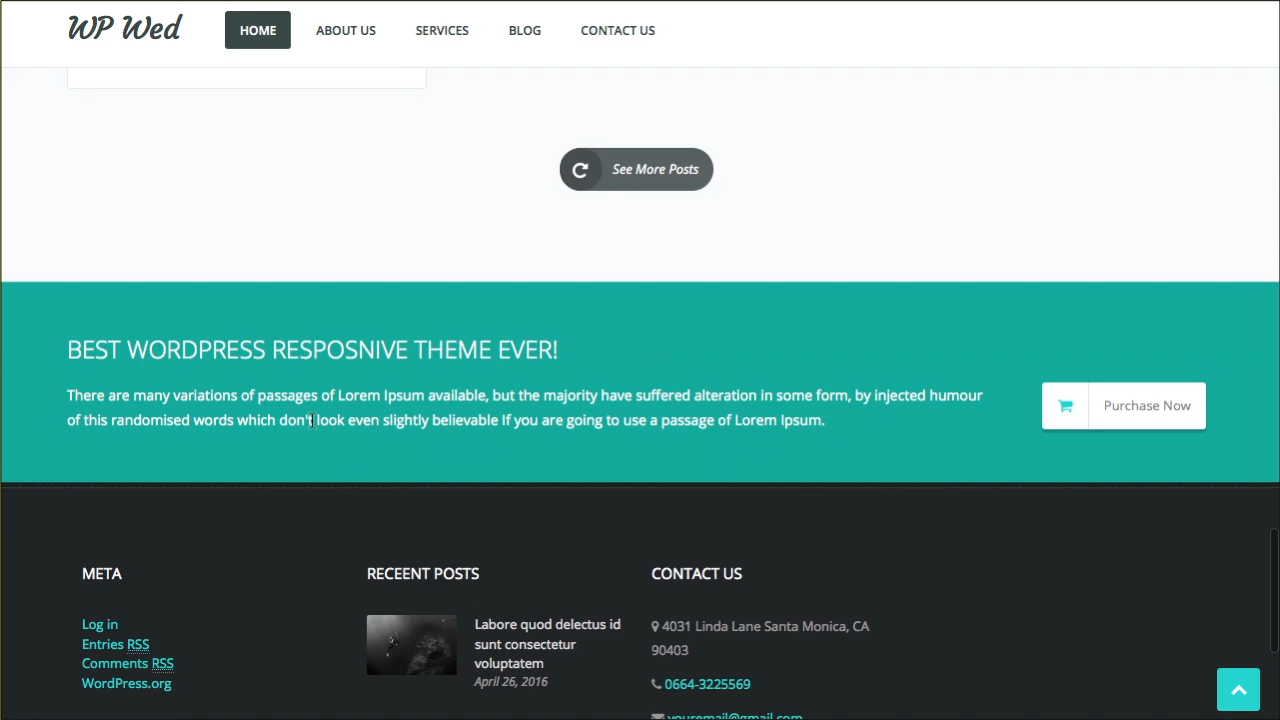 WP Wed
HOME
ABOUT US
SERVICES
BLOG
CONTACT US
See More Posts
BEST WORDPRESS RESPOSNIVE THEME EVER!
There are many variations of passages of Lorem Ipsum available, but the majority have suffered alteration in some form, by injected humour
of this randomised words which don't look even slightly believable If you are going to use a passage of Lorem Ipsum.
Purchase Now
META
Log in
Entries RSS
Comments RSS
WordPress.org
RECEENT POSTS
Labore quod delectus id
sunt consectetur
voluptatem
April 26, 2016
CONTACT US
4031 Linda Lane Santa Monica, CA
90403
0664-3225569
youremail@gmail.com